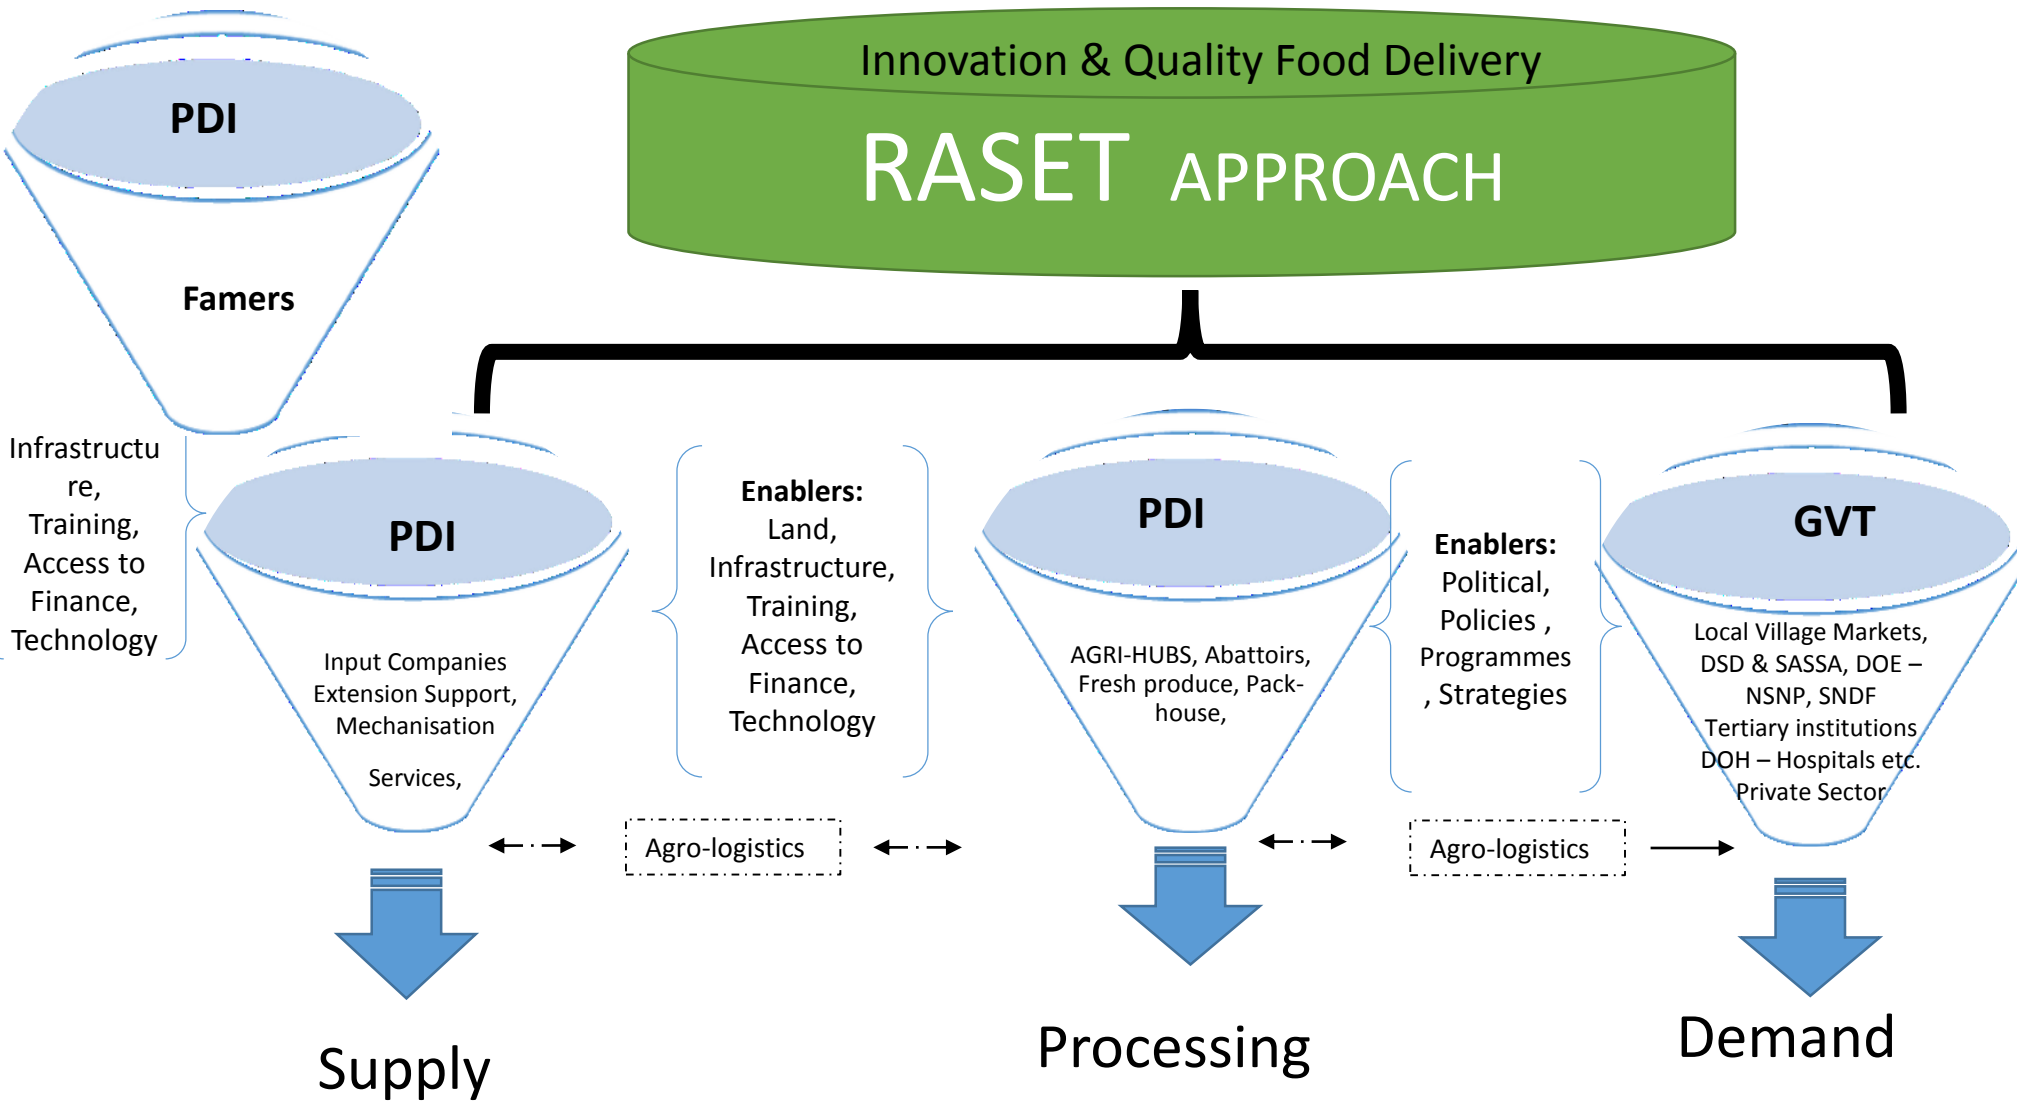 Innovation & Quality Food Delivery
RASET APPROACH
PDI
Famers
Infrastructu
re,
Training,
Access to
Finance,
Technology
PDI
Input Companies
Extension Support,
Mechanisation
Services,
Enablers:
Land,
Infrastructure,
Training,
Access to
Finance,
Technology
PDI
AGRI-HUBS, Abattoirs,
Fresh produce, Pack-
house,
Enablers:
Political,
Policies ,
Programmes
, Strategies
GVT
Local Village Markets,
DSD & SASSA, DOE –
NSNP, SNDF
Tertiary institutions
DOH – Hospitals etc.
Private Sector
Agro-logistics
Agro-logistics
Supply
Processing
Demand